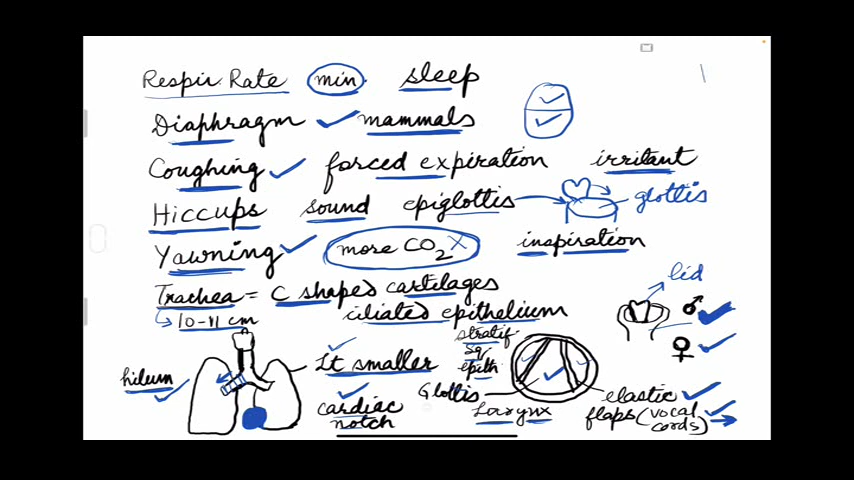 Respir. Rate min sleep
Diaphragm mammals
Coughing forced expiration irritant
Hiccups sound epiglottis glottis
Yawning more CO2 inspiration
Trachea = C shaped cartilages lid
10-11 cm ciliated epithelium
stratif.
sq.
epith
hilum Lt smaller
Glottis elastic
cardiac Larynx flaps (vocal
notch cords)